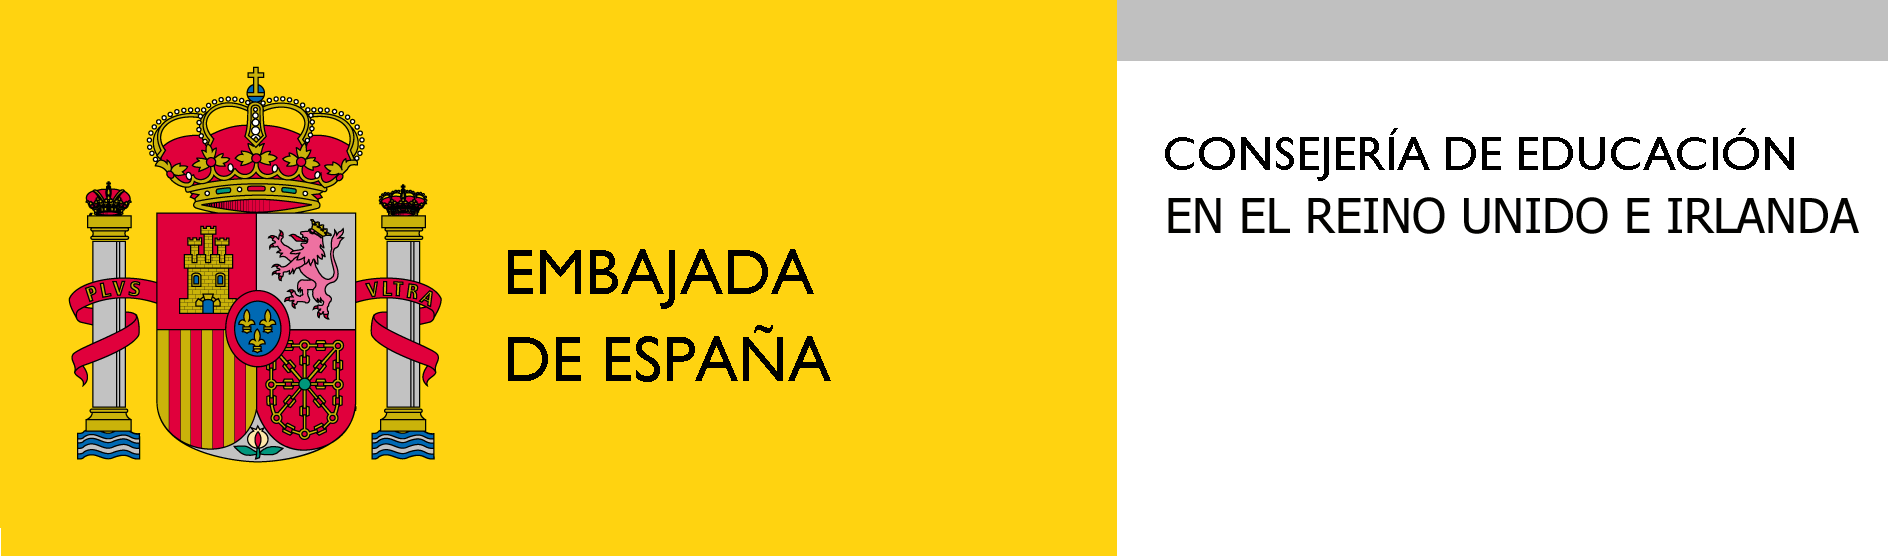 PLVS VLTRA
EMBAJADA
DE ESPAÑA
CONSEJERÍA DE EDUCACIÓN
EN EL REINO UNIDO E IRLANDA